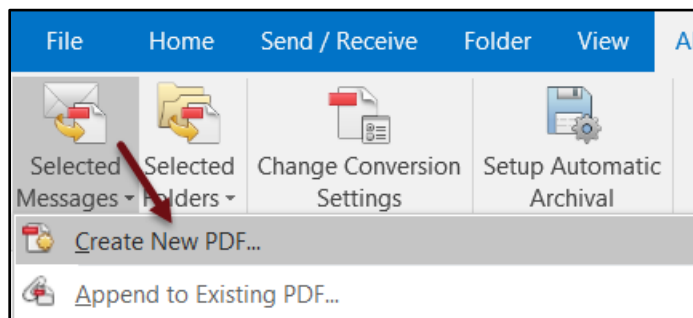 File Home Send / Receive Folder View
Selected Selected Change Conversion Setup Automatic
Messages Folders Settings Archival
Create New PDF...
Append to Existing PDF...